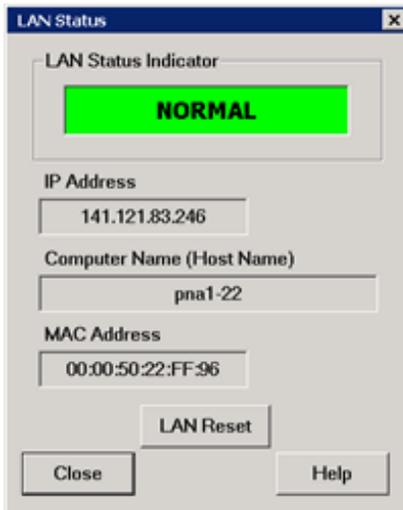 LAN Status
LAN Status Indicator
NORMAL
IP Address
141.121.83.246
Computer Name (Host Name)
pna1-22
MAC Address
00:00:50:22:FF:96
LAN Reset
Close Help